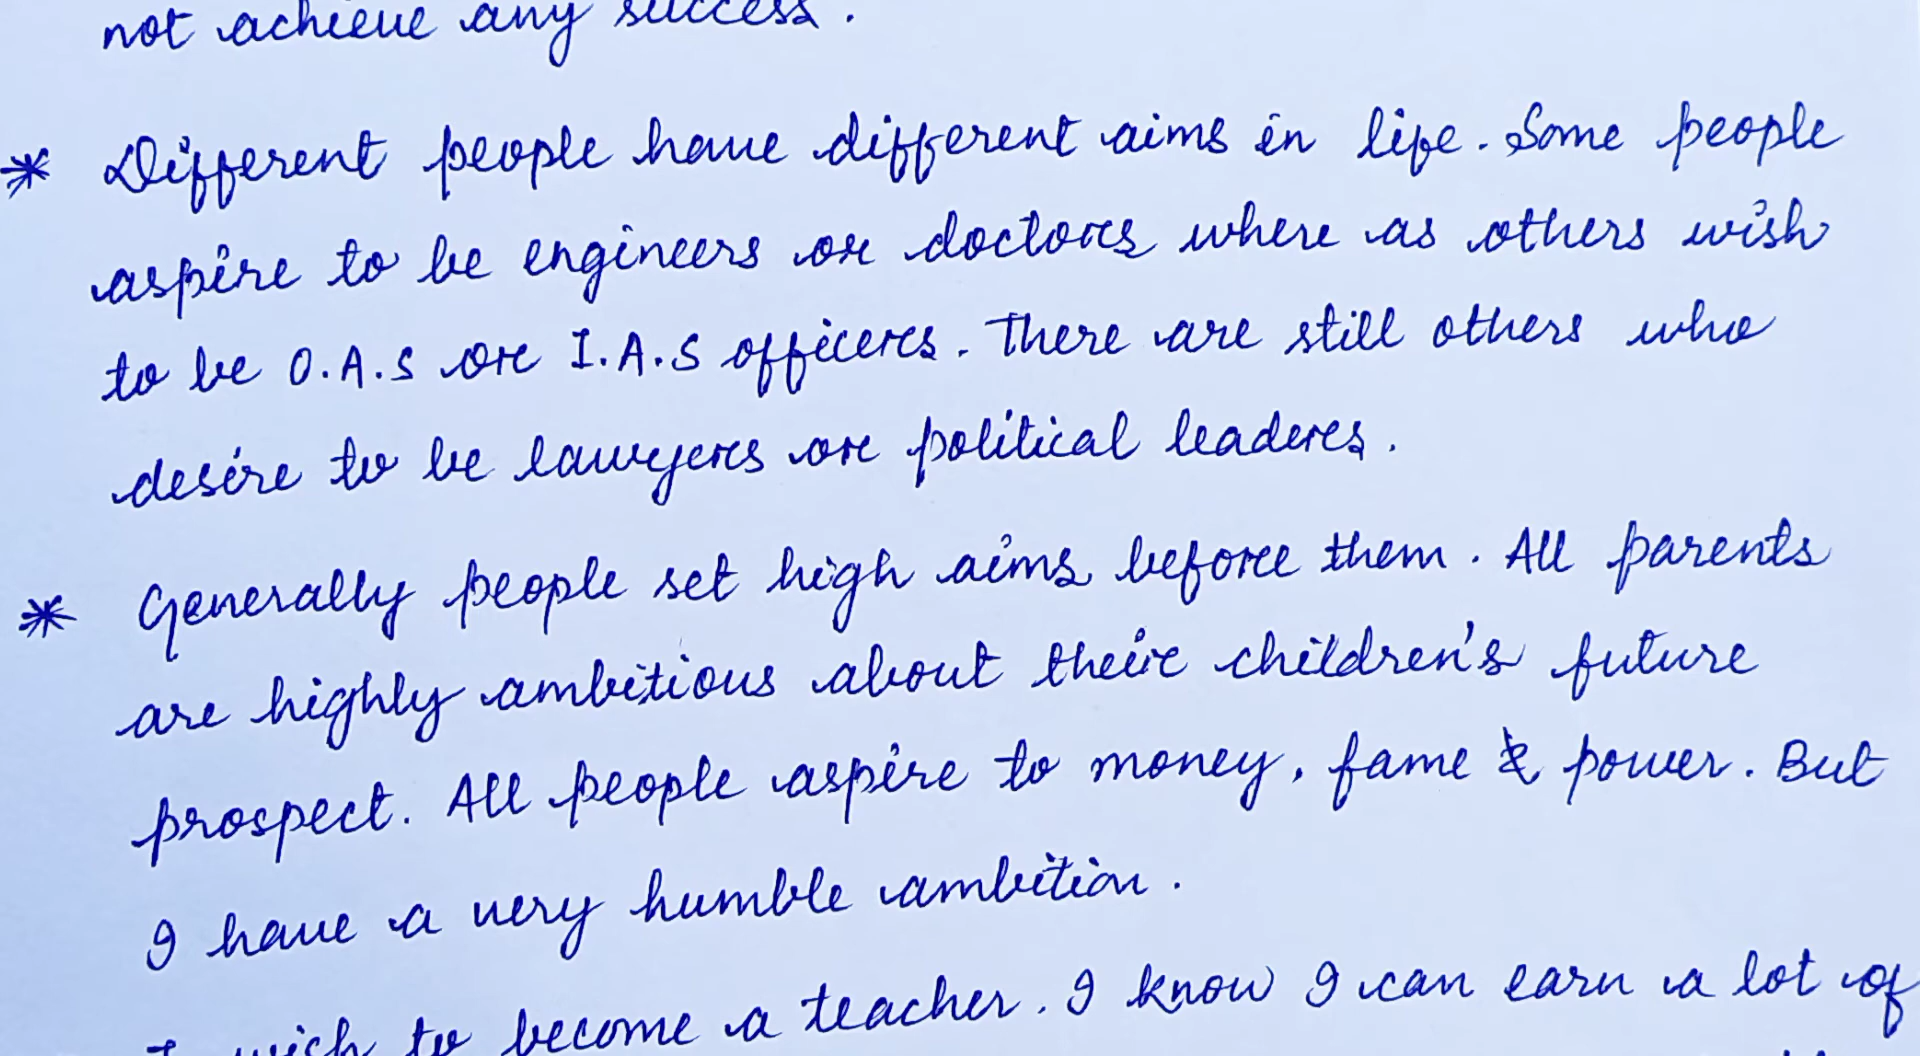 not achieve any success.
* Different people have different aims in life. Some people
aspire to be engineers or doctors where as others wish
to be O.A.S or I.A.S officers. There are still others who
desire to be lawyers or political leaders.
* Generally people set high aims before them. All parents
are highly ambitious about their children's future
prospect. All people aspire to money, fame & power. But
I have a very humble ambition.
I wish to become a teacher. I know I can earn a lot of